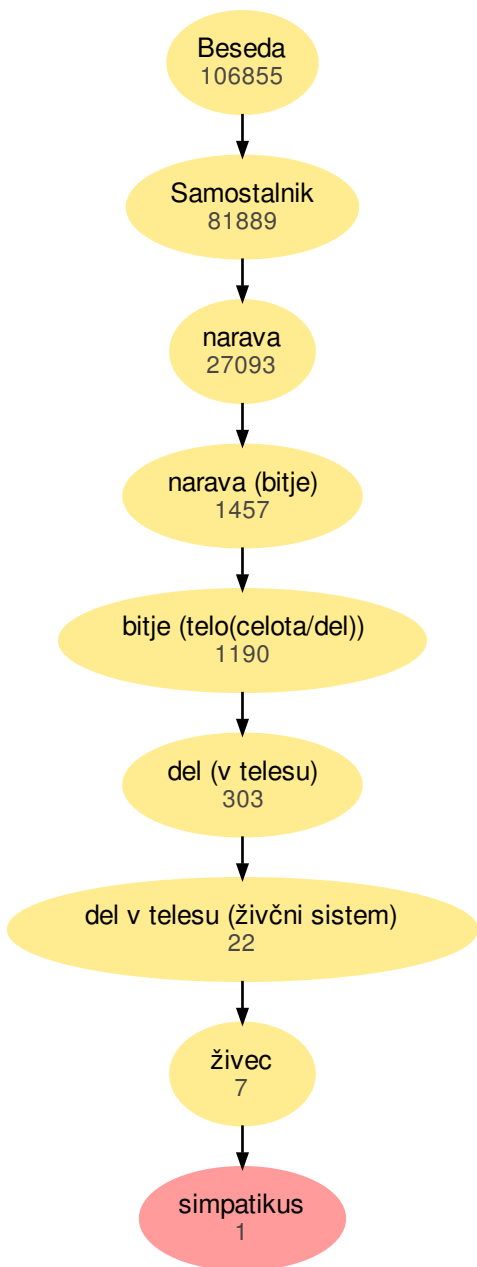 Beseda
106855
Samostalnik
81889
narava
27093
narava (bitje)
1457
bitje (telo(celota/del))
1190
del (v telesu)
303
del v telesu (živčni sistem)
22
živec
7
simpatikus
1